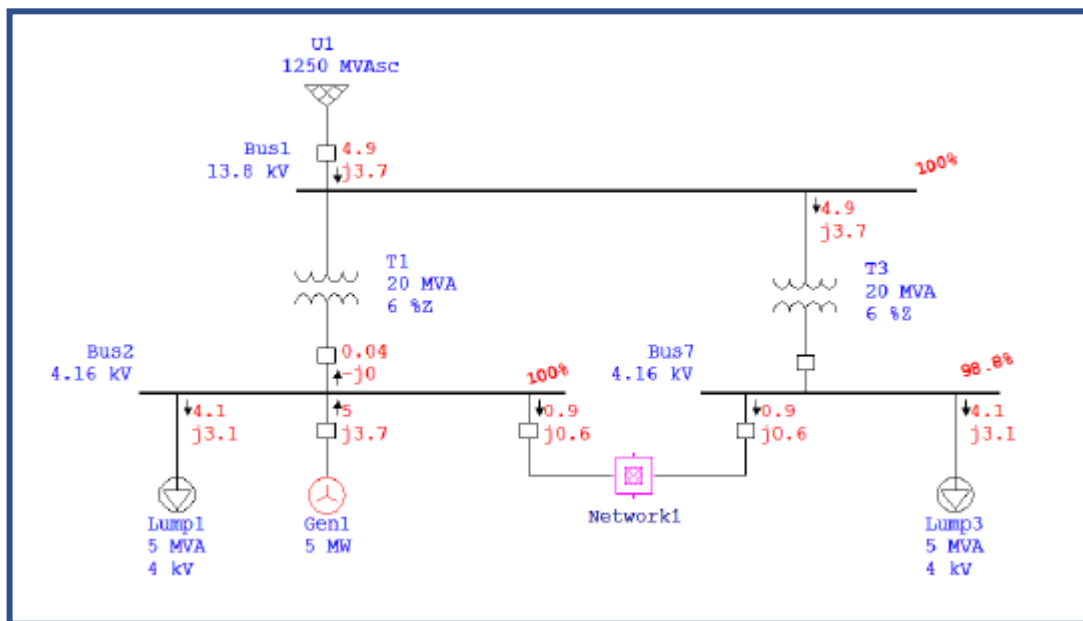 U1
1250 MVAsc
Bus1
13.8 kV
4.9
j3.7
100%
4.9
j3.7
T1
20 MVA
6 %Z
T3
20 MVA
6 %Z
Bus2
4.16 kV
0.04
-j0
100%
Bus7
4.16 kV
98.8%
4.1
j3.1
5
j3.7
0.9
j0.6
0.9
j0.6
4.1
j3.1
Lump1
5 MVA
4 kV
Gen1
5 MW
Network1
Lump3
5 MVA
4 kV